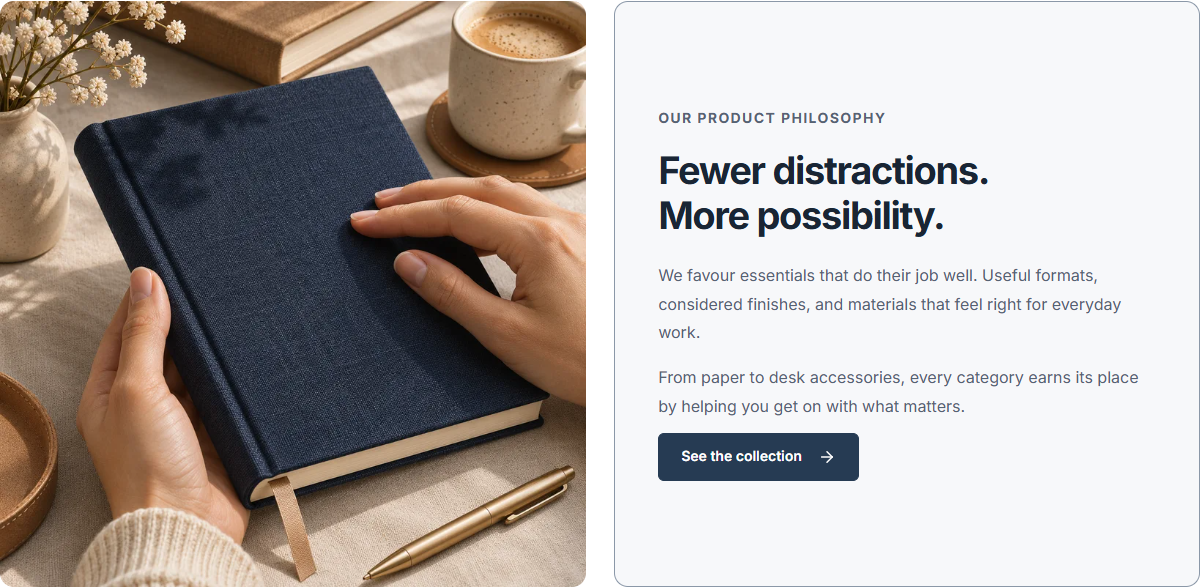 OUR PRODUCT PHILOSOPHY
Fewer distractions.
More possibility.
We favour essentials that do their job well. Useful formats,
considered finishes, and materials that feel right for everyday
work.
From paper to desk accessories, every category earns its place
by helping you get on with what matters.
See the collection